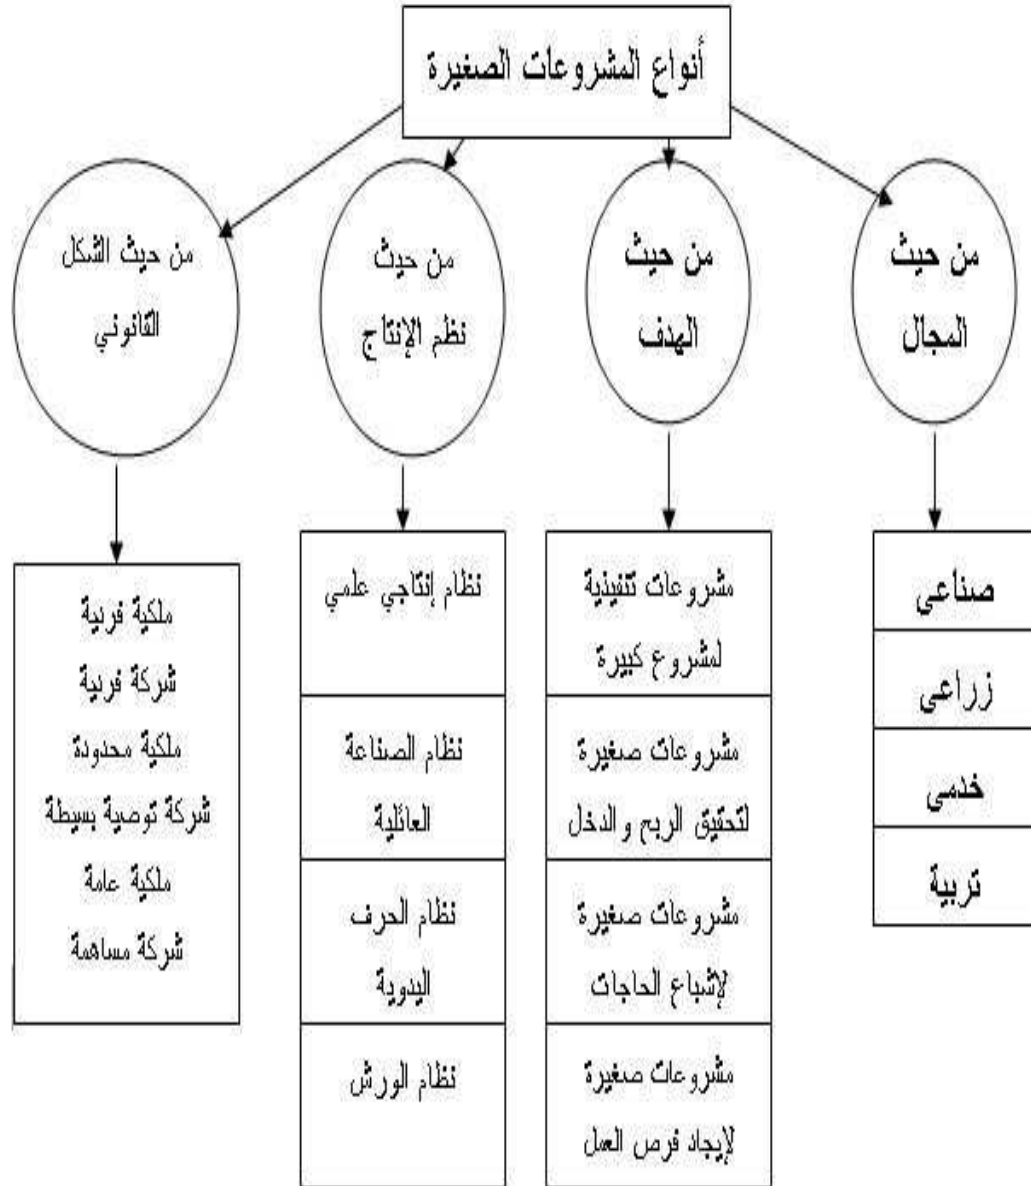 أنواع المشروعات الصغيرة
من حيث
المجال
من حيث
الهدف
من حيث
نظم الإنتاج
من حيث الشكل
القانوني
صناعى
زراعى
خدمى
تربية
مشروعات تنفيذية
لمشروع كبيرة
مشروعات صغيرة
لتحقيق الربح والدخل
مشروعات صغيرة
لإشباع الحاجات
مشروعات صغيرة
لإيجاد فرص العمل
نظام إنتاجي علمي
نظام الصناعة
العائلية
نظام الحرف
اليدوية
نظام الورش
ملكية فردية
شركة فردية
ملكية محدودة
شركة توصية بسيطة
ملكية عامة
شركة مساهمة